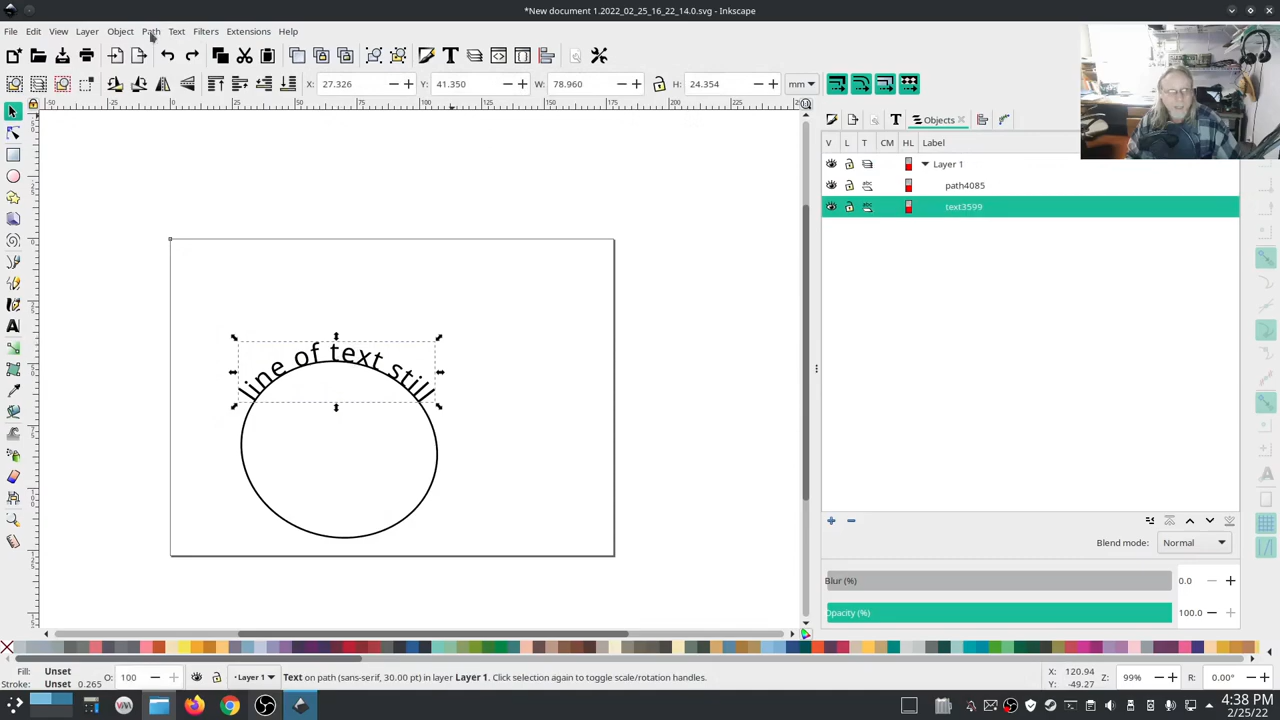 *New document 1.2022_02_25_16_22_14.0.svg - Inkscape
File Edit View Layer Object Path Text Filters Extensions Help
X: 27.326 Y: 41.350 W: 78.960 H: 24.354 mm
Objects
V L T CM HL Label
Layer 1
path4085
text3599
line of text still
Blend mode: Normal
Blur (%) 0.0
Opacity (%) 100.0
Fill: Unset
Stroke: Unset 0.265 O: 100
Layer 1
Text on path (sans-serif, 30.00 pt) in layer Layer 1. Click selection again to toggle scale/rotation handles.
X: 120.94
Y: -49.27
Z: 99% R: 0.00°
4:38 PM
2/25/22